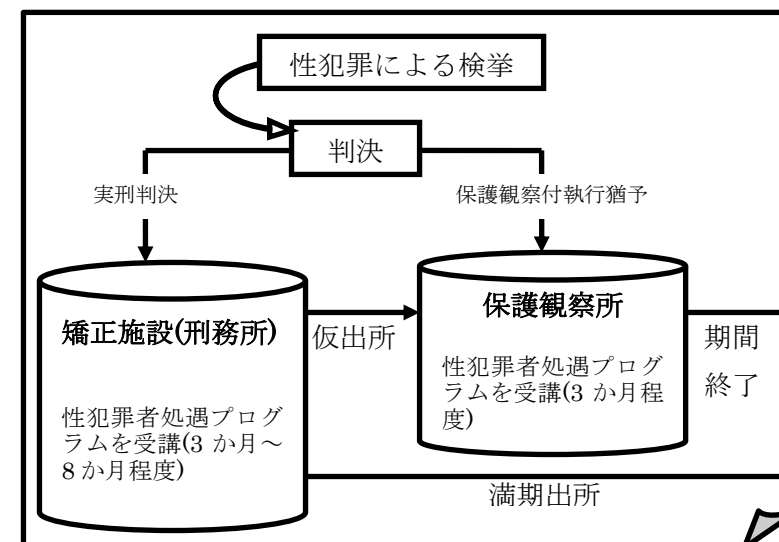 性犯罪による検挙
判決
実刑判決
保護観察付執行猶予
矯正施設(刑務所)
性犯罪者処遇プログ
ラムを受講(3 か月～
8 か月程度)
仮出所
保護観察所
性犯罪者処遇プログ
ラムを受講(3 か月程
度)
期間
終了
満期出所